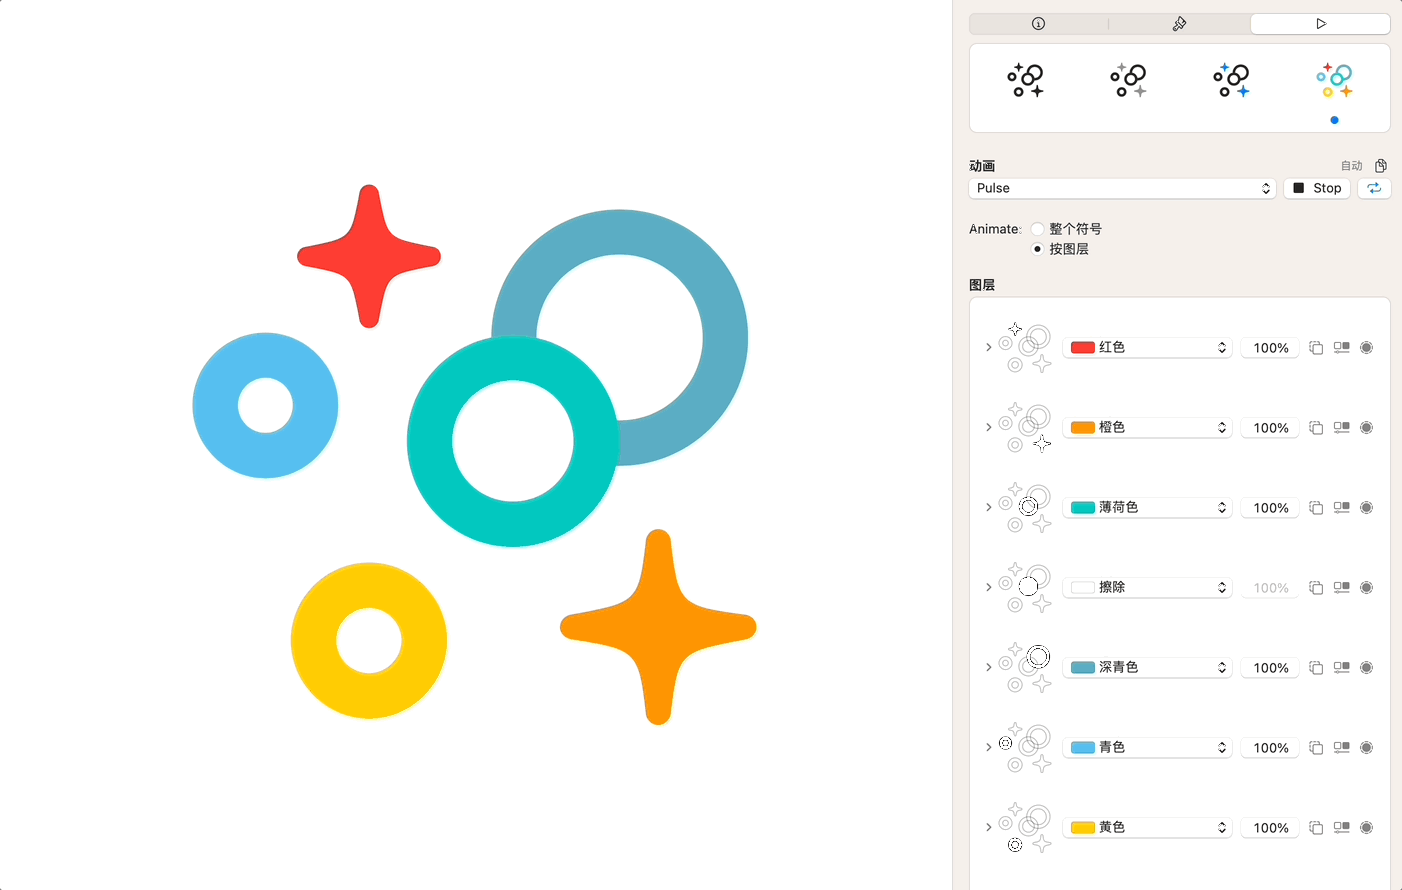 动画
自动
Pulse
Stop
Animate:
整个符号
按图层
图层
红色 100%
橙色 100%
薄荷色 100%
擦除 100%
深青色 100%
青色 100%
黄色 100%